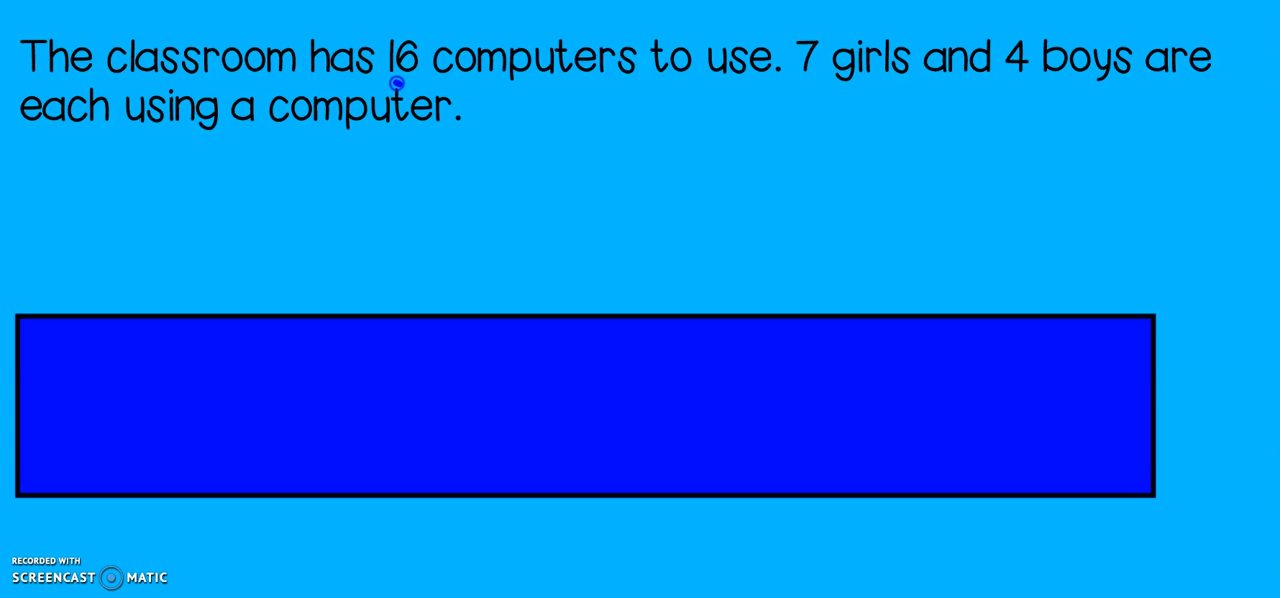 The classroom has 16 computers to use. 7 girls and 4 boys are
each using a computer.
RECORDED WITH
SCREENCAST MATIC